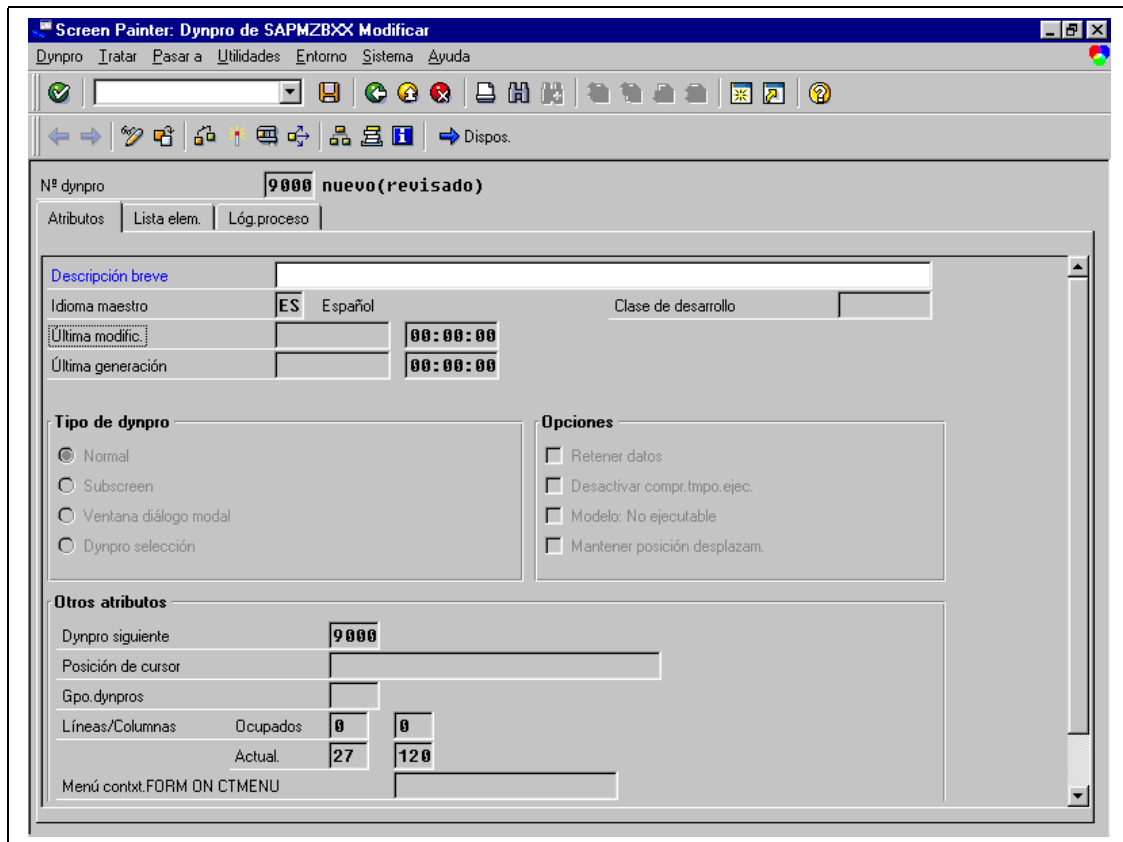 Screen Painter: Dynpro de SAPMZBXX Modificar
Dynpro Tratar Pasar a Utilidades Entorno Sistema Ayuda
Dispos.
Nº dynpro 9000 nuevo(revisado)
Atributos Lista elem. Lóg.proceso
Descripción breve
Idioma maestro ES Español Clase de desarrollo
Última modific. 00:00:00
Última generación 00:00:00
Tipo de dynpro Opciones
Normal Retener datos
Subscreen Desactivar compr.tmpo.ejec.
Ventana diálogo modal Modelo: No ejecutable
Dynpro selección Mantener posición desplazam.
Otros atributos
Dynpro siguiente 9000
Posición de cursor
Gpo.dynpros
Líneas/Columnas Ocupados 0 0
Actual. 27 120
Menú contxt.FORM ON CTMENU